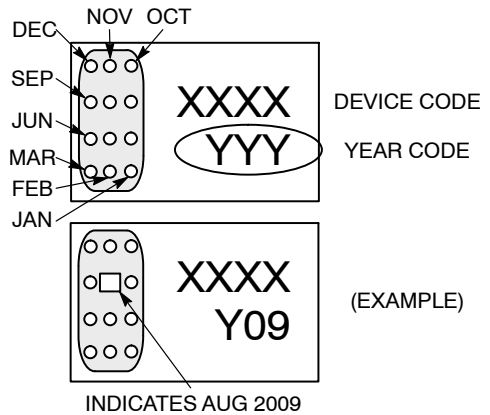 DEC NOV OCT
SEP
JUN
MAR
FEB
JAN
XXXX
YYY
DEVICE CODE
YEAR CODE
XXXX
Y09
(EXAMPLE)
INDICATES AUG 2009